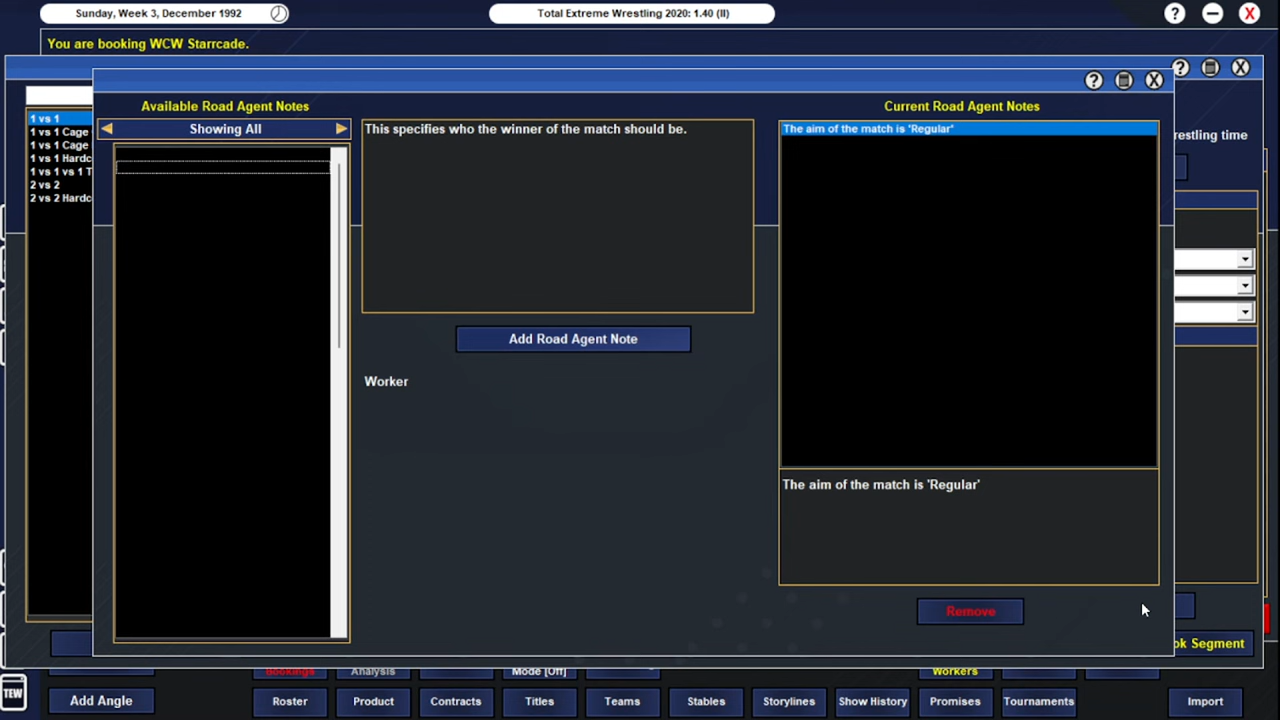 Sunday, Week 3, December 1992
Total Extreme Wrestling 2020: 1.40 (II)
? X
You are booking WCW Starrcade.
? X
? X
Available Road Agent Notes
Current Road Agent Notes
Showing All
This specifies who the winner of the match should be.
The aim of the match is 'Regular'
restling time
1 vs 1
1 vs 1 Cage
1 vs 1 Cage
1 vs 1 Hardc
1 vs 1 vs 1 T
2 vs 2
2 vs 2 Hardc
Add Road Agent Note
Worker
The aim of the match is 'Regular'
Remove
ok Segment
Bookings
Analysis
Mode [Off]
Workers
TEW
Add Angle
Roster
Product
Contracts
Titles
Teams
Stables
Storylines
Show History
Promises
Tournaments
Import